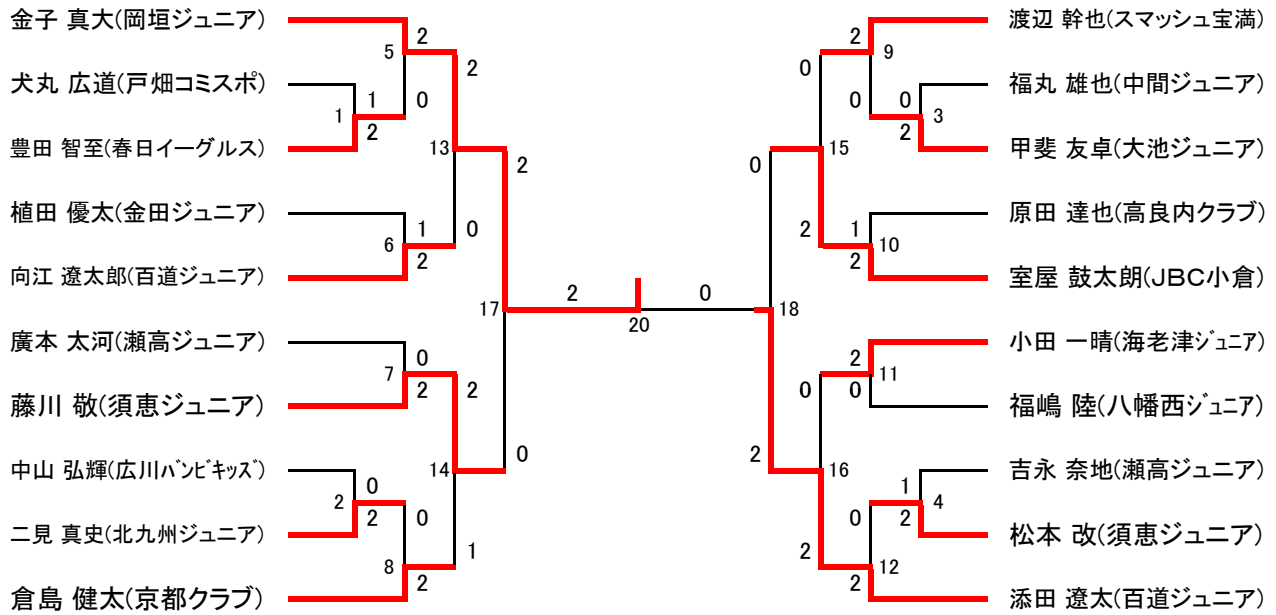 金子 真大(岡垣ジュニア)
犬丸 広道(戸畑コミスポ)
豊田 智至(春日イーグルス)
植田 優太(金田ジュニア)
向江 遼太郎(百道ジュニア)
廣本 太河(瀬高ジュニア)
藤川 敬(須恵ジュニア)
中山 弘輝(広川ﾊﾞﾝﾋﾞｷｯｽﾞ)
二見 真史(北九州ジュニア)
倉島 健太(京都クラブ)
5 2
1 1 0
2
13 2
6 1 0
2
17 2
7 0
2 2
14 0
2 0 0
2
8 2 1
2 20 0
渡辺 幹也(スマッシュ宝満)
福丸 雄也(中間ジュニア)
甲斐 友卓(大池ジュニア)
原田 達也(高良内クラブ)
室屋 鼓太朗(JBC小倉)
小田 一晴(海老津ｼﾞｭﾆｱ)
福嶋 陸(八幡西ｼﾞｭﾆｱ)
吉永 奈地(瀬高ジュニア)
松本 改(須恵ジュニア)
添田 遼太(百道ジュニア)
0 2 9
0 0 3
2
0 15
2 1 10
2
18
2 11
0 0
2 16
1 4
0 2
2 2 12